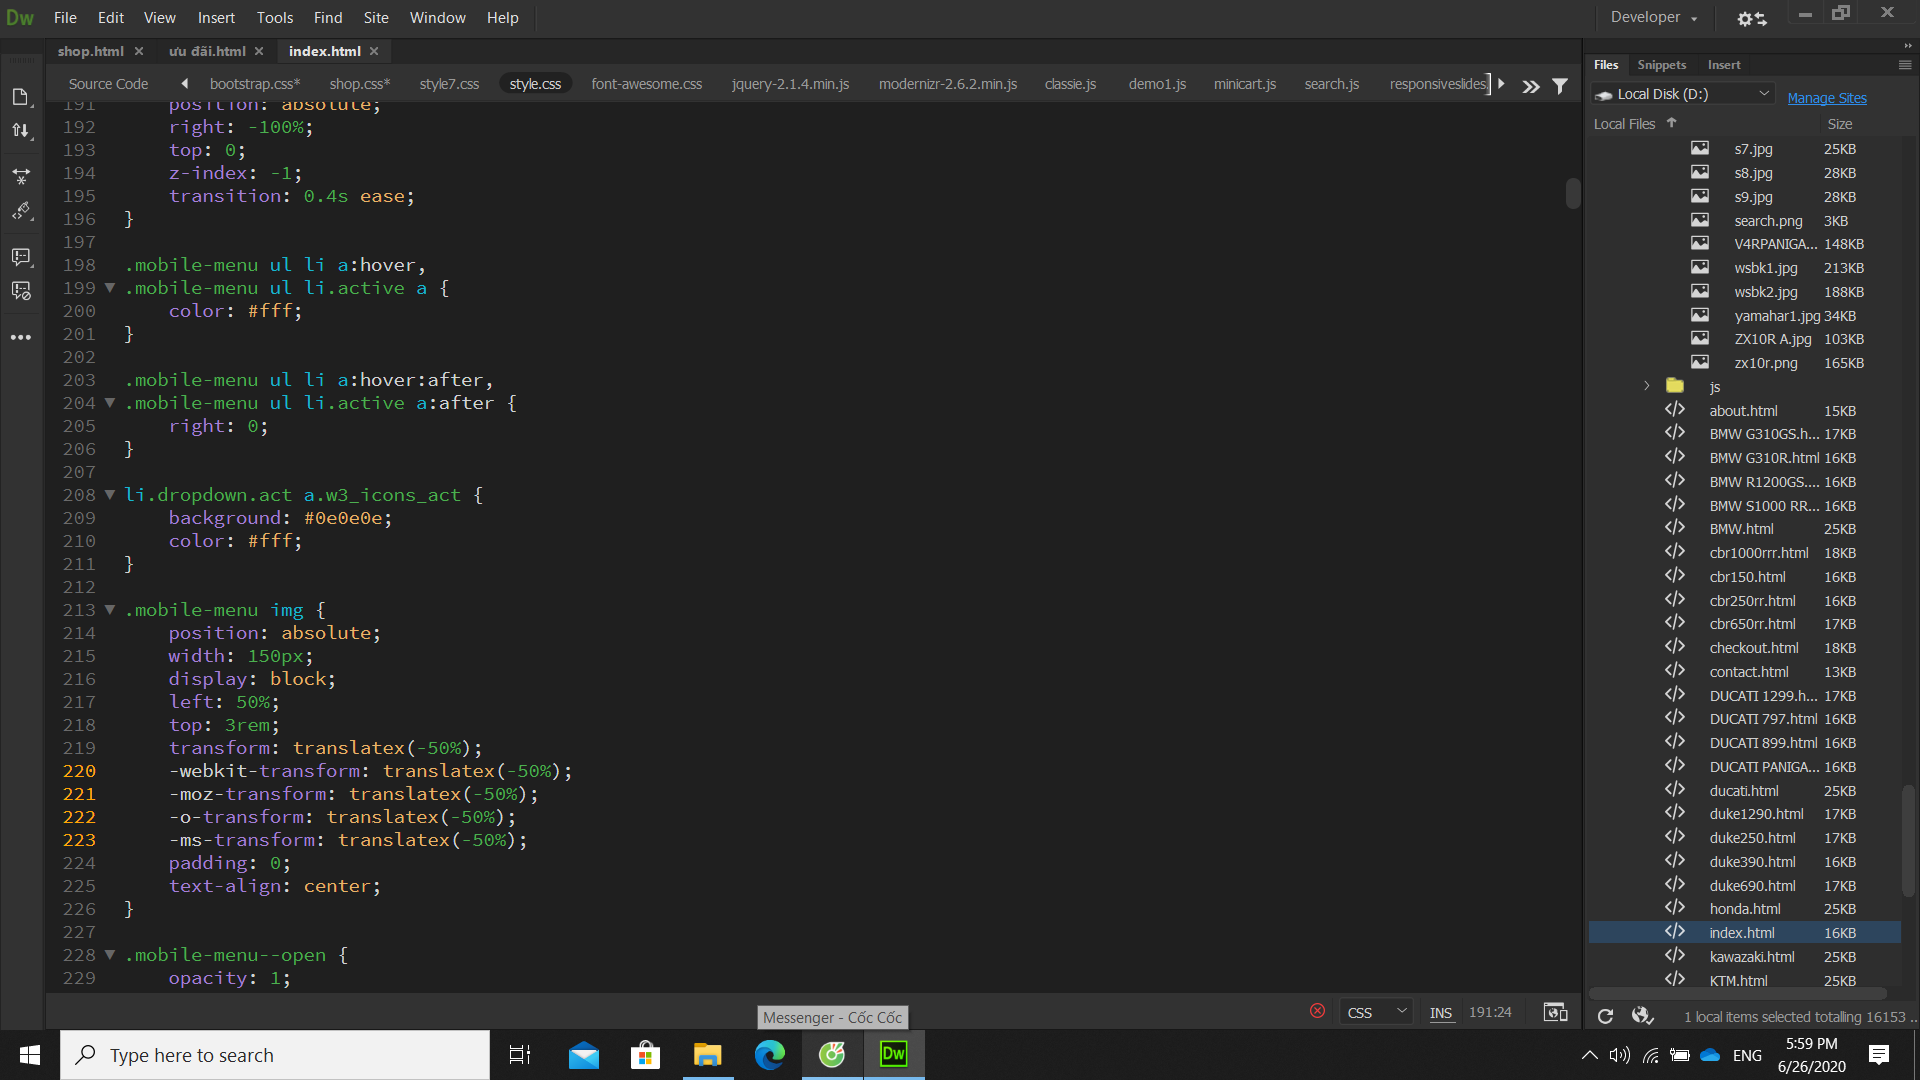 Dw File Edit View Insert Tools Find Site Window Help Developer
shop.html ưu đãi.html index.html
Source Code bootstrap.css* shop.css* style7.css style.css font-awesome.css jquery-2.1.4.min.js modernizr-2.6.2.min.js classie.js demo1.js minicart.js search.js responsiveslides
191 position: absolute;
192 right: -100%;
193 top: 0;
194 z-index: -1;
195 transition: 0.4s ease;
196 }
197
198 .mobile-menu ul li a:hover,
199 .mobile-menu ul li.active a {
200 color: #fff;
201 }
202
203 .mobile-menu ul li a:hover:after,
204 .mobile-menu ul li.active a:after {
205 right: 0;
206 }
207
208 li.dropdown.act a.w3_icons_act {
209 background: #0e0e0e;
210 color: #fff;
211 }
212
213 .mobile-menu img {
214 position: absolute;
215 width: 150px;
216 display: block;
217 left: 50%;
218 top: 3rem;
219 transform: translatex(-50%);
220 -webkit-transform: translatex(-50%);
221 -moz-transform: translatex(-50%);
222 -o-transform: translatex(-50%);
223 -ms-transform: translatex(-50%);
224 padding: 0;
225 text-align: center;
226 }
227
228 .mobile-menu--open {
229 opacity: 1;
Files Snippets Insert
Local Disk (D:) Manage Sites
Local Files Size
s7.jpg 25KB
s8.jpg 28KB
s9.jpg 28KB
search.png 3KB
V4RPANIGA... 148KB
wsbk1.jpg 213KB
wsbk2.jpg 188KB
yamahar1.jpg 34KB
ZX10R A.jpg 103KB
zx10r.png 165KB
js
about.html 15KB
BMW G310GS.h... 17KB
BMW G310R.html 16KB
BMW R1200GS.... 16KB
BMW S1000 RR... 16KB
BMW.html 25KB
cbr1000rrr.html 18KB
cbr150.html 16KB
cbr250rr.html 16KB
cbr650rr.html 17KB
checkout.html 18KB
contact.html 13KB
DUCATI 1299.h... 17KB
DUCATI 797.html 16KB
DUCATI 899.html 16KB
DUCATI PANIGA... 16KB
ducati.html 25KB
duke1290.html 17KB
duke250.html 17KB
duke390.html 16KB
duke690.html 17KB
honda.html 25KB
index.html 16KB
kawazaki.html 25KB
KTM.html 25KB
CSS INS 191:24
1 local items selected totalling 16153 ..
Messenger - Cốc Cốc
Type here to search
Dw
ENG
5:59 PM
6/26/2020